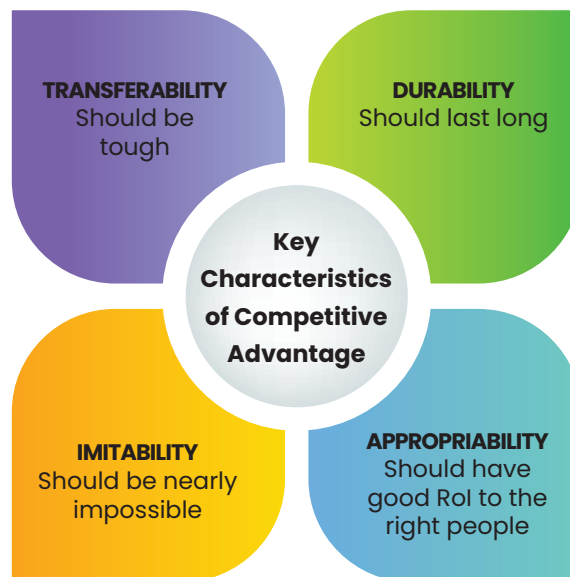 TRANSFERABILITY
Should be
tough
DURABILITY
Should last long
Key
Characteristics
of Competitive
Advantage
IMITABILITY
Should be nearly
impossible
APPROPRIABILITY
Should have
good RoI to the
right people